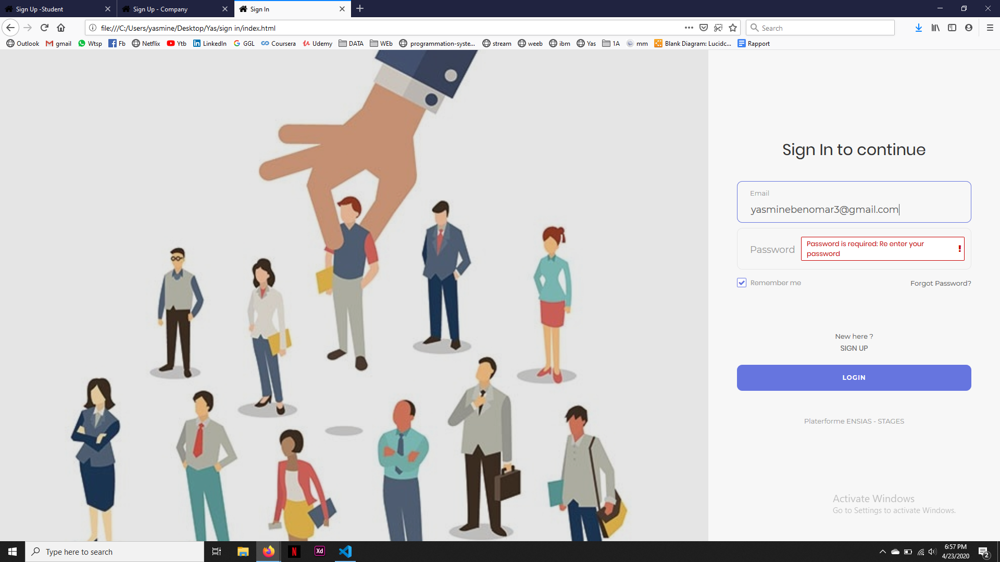 Sign Up -Student
Sign Up - Company
Sign In
file:///C:/Users/yasmine/Desktop/Yas/sign in/index.html
Search
Outlook
gmail
Wtsp
Fb
Netflix
Ytb
LinkedIn
GGL
Coursera
Udemy
DATA
WEb
programmation-syste...
stream
weeb
ibm
Yas
1A
mm
Blank Diagram: Lucidc...
Rapport
Sign In to continue
Email
yasminebenomar3@gmail.com
Password
Password is required: Re enter your
password
!
Remember me
Forgot Password?
New here ?
SIGN UP
LOGIN
Platerforme ENSIAS - STAGES
Activate Windows
Go to Settings to activate Windows.
Type here to search
N
Xd
6:57 PM
4/23/2020
2